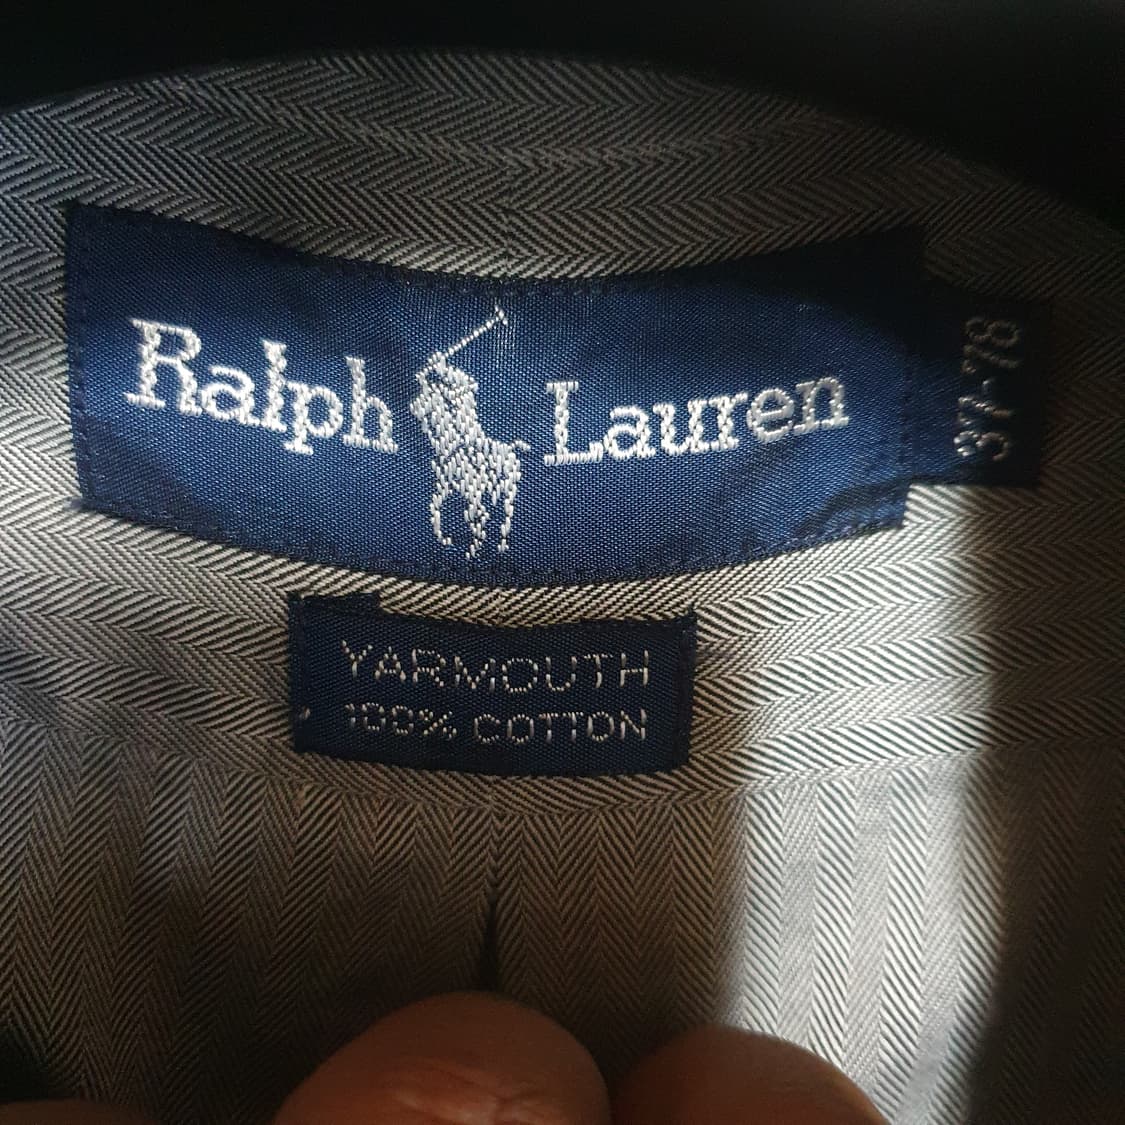 Ralph Lauren
37-78
YARMOUTH
100% COTTON